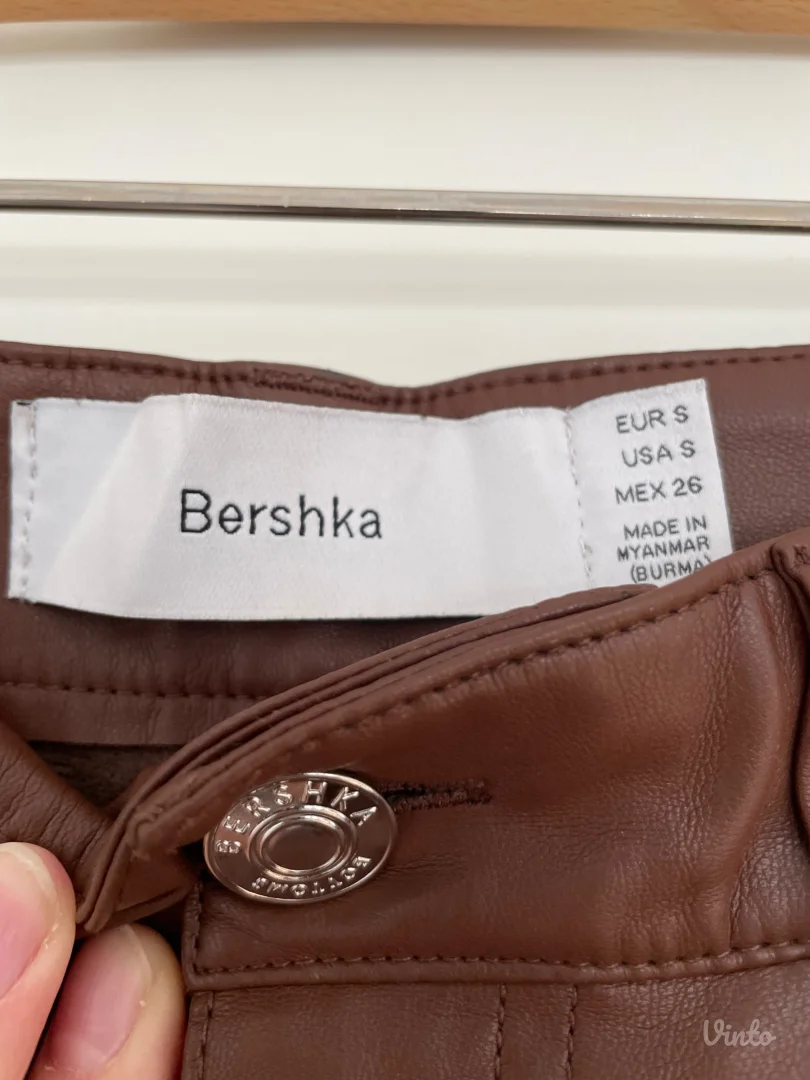 Bershka
EUR S
USA S
MEX 26
MADE IN
MYANMAR
(BURMA)
BERSHKA
BOTTOMS
Vinto